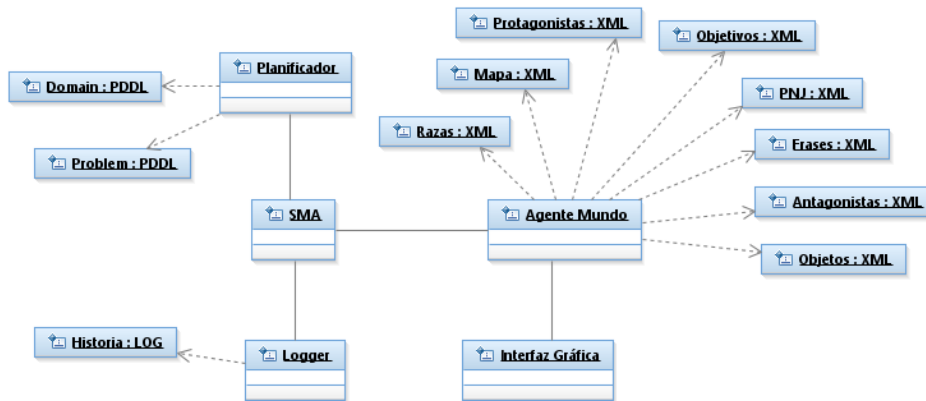 Protagonistas : XML
Objetivos : XML
Planificador
Mapa : XML
Domain : PDDL
PNJ : XML
Razas : XML
Frases : XML
Problem : PDDL
Antagonistas : XML
SMA
Agente Mundo
Objetos : XML
Historia : LOG
Logger
Interfaz Gráfica